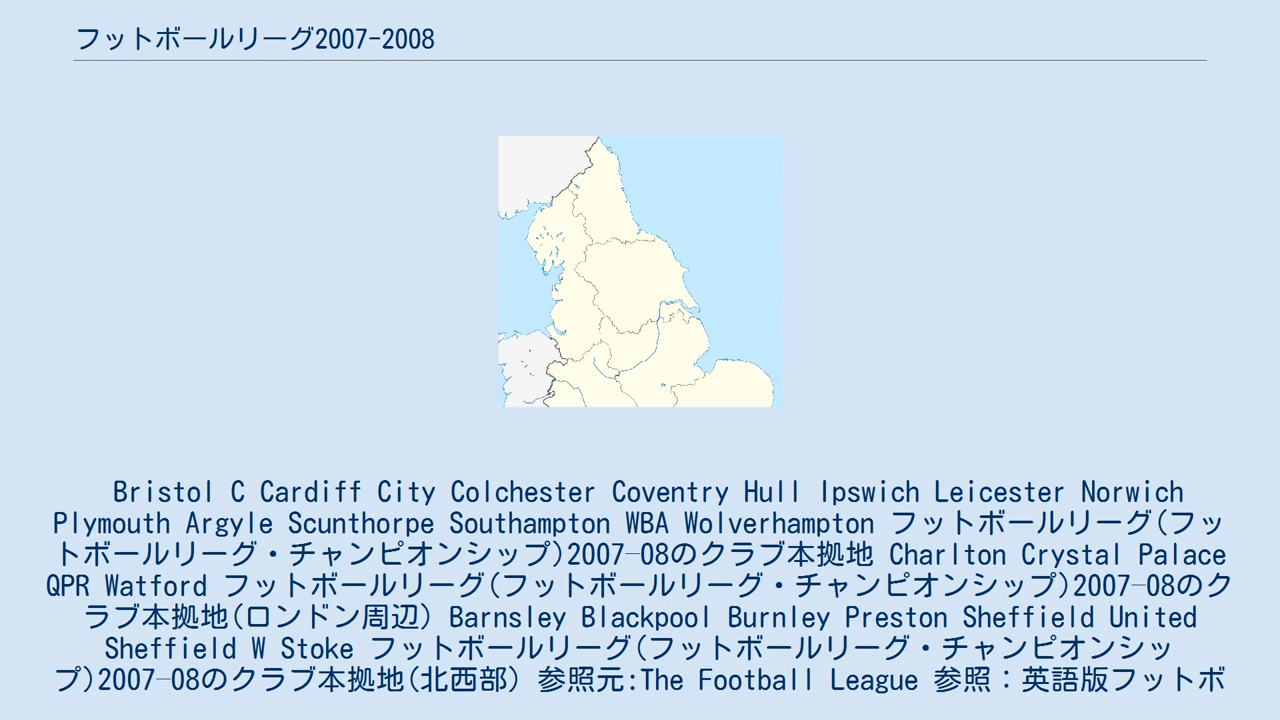 フットボールリーグ2007-2008
Bristol C Cardiff City Colchester Coventry Hull Ipswich Leicester Norwich
Plymouth Argyle Scunthorpe Southampton WBA Wolverhampton フットボールリーグ(フッ
トボールリーグ・チャンピオンシップ)2007–08のクラブ本拠地 Charlton Crystal Palace
QPR Watford フットボールリーグ(フットボールリーグ・チャンピオンシップ)2007–08のク
ラブ本拠地(ロンドン周辺) Barnsley Blackpool Burnley Preston Sheffield United
Sheffield W Stoke フットボールリーグ(フットボールリーグ・チャンピオンシッ
プ)2007–08のクラブ本拠地(北西部) 参照元:The Football League 参照：英語版フットボ